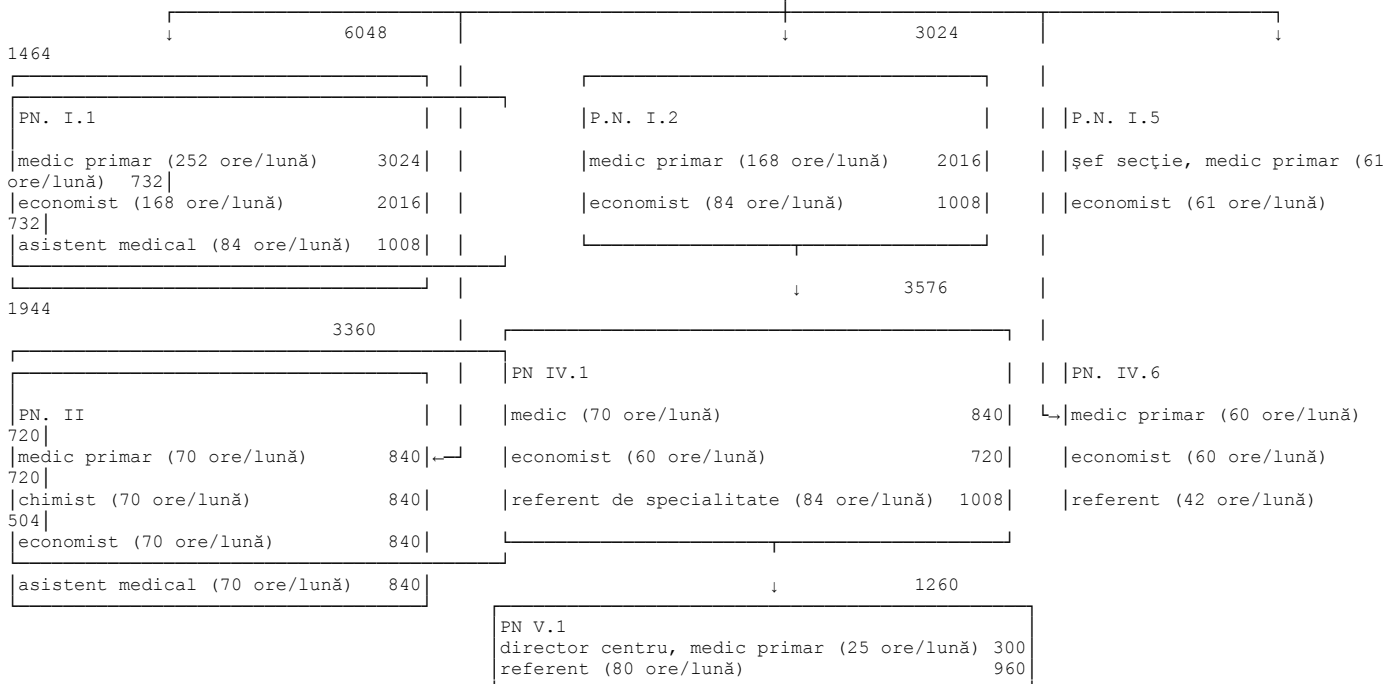 6048 3024
1464
PN. I.1 P.N. I.2 P.N. I.5
medic primar (252 ore/lună) 3024 medic primar (168 ore/lună) 2016 şef secţie, medic primar (61
ore/lună) 732
economist (168 ore/lună) 2016 economist (84 ore/lună) 1008 economist (61 ore/lună)
732
asistent medical (84 ore/lună) 1008
3576
1944
3360
PN IV.1 PN. IV.6
PN. II medic (70 ore/lună) 840 medic primar (60 ore/lună)
720
medic primar (70 ore/lună) 840 economist (60 ore/lună) 720 economist (60 ore/lună)
720
chimist (70 ore/lună) 840 referent de specialitate (84 ore/lună) 1008 referent (42 ore/lună)
504
economist (70 ore/lună) 840
asistent medical (70 ore/lună) 840 1260
PN V.1
director centru, medic primar (25 ore/lună) 300
referent (80 ore/lună) 960